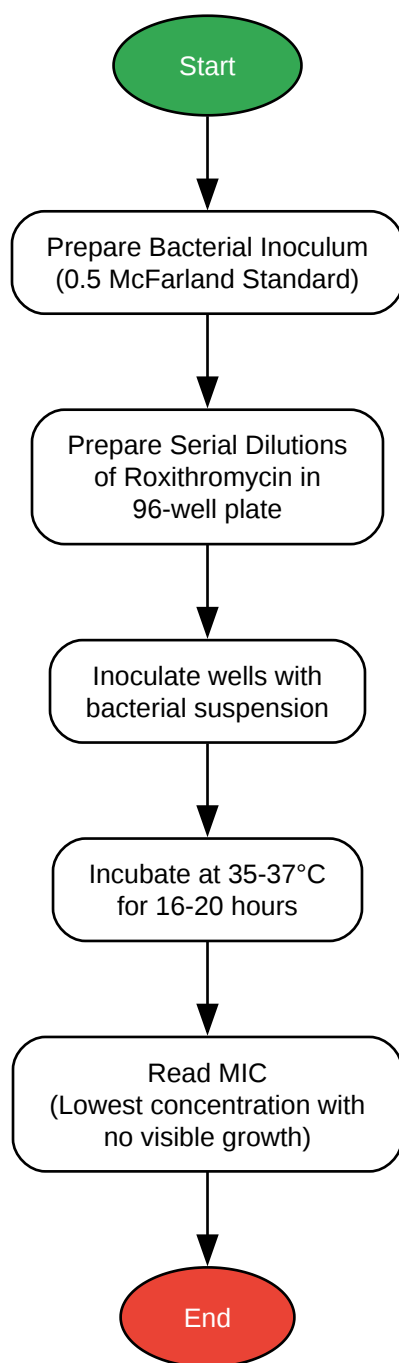 Start
Prepare Bacterial Inoculum
(0.5 McFarland Standard)
Prepare Serial Dilutions
of Roxithromycin in
96-well plate
Inoculate wells with
bacterial suspension
Incubate at 35-37°C
for 16-20 hours
Read MIC
(Lowest concentration with
no visible growth)
End